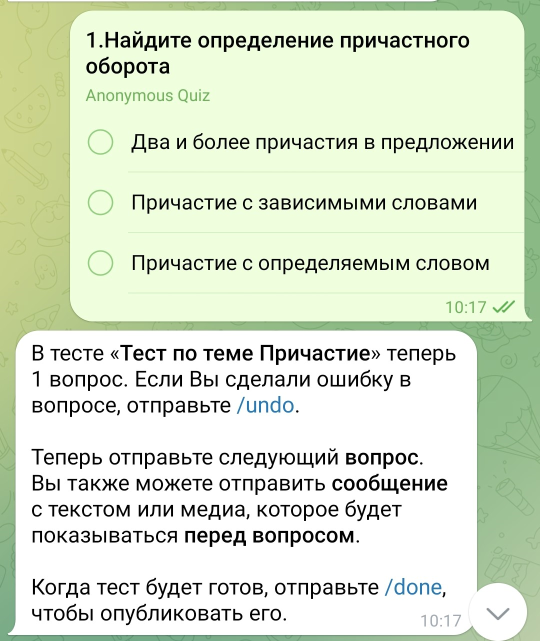 1.Найдите определение причастного
оборота
Anonymous Quiz
Два и более причастия в предложении
Причастие с зависимыми словами
Причастие с определяемым словом
10:17
В тесте «Тест по теме Причастие» теперь
1 вопрос. Если Вы сделали ошибку в
вопросе, отправьте /undo.
Теперь отправьте следующий вопрос.
Вы также можете отправить сообщение
с текстом или медиа, которое будет
показываться перед вопросом.
Когда тест будет готов, отправьте /done,
чтобы опубликовать его.
10:17